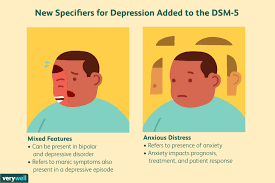 New Specifiers for Depression Added to the DSM-5
Mixed Features
• Can be present in bipolar
and depressive disorder
• Refers to manic symptoms also
present in a depressive episode
Anxious Distress
• Refers to presence of anxiety
• Anxiety impacts prognosis,
treatment, and patient response
verywell